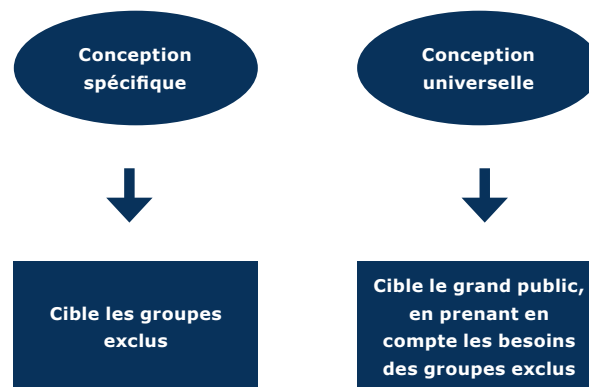 Conception
spécifique
Conception
universelle
Cible les groupes
exclus
Cible le grand public,
en prenant en
compte les besoins
des groupes exclus